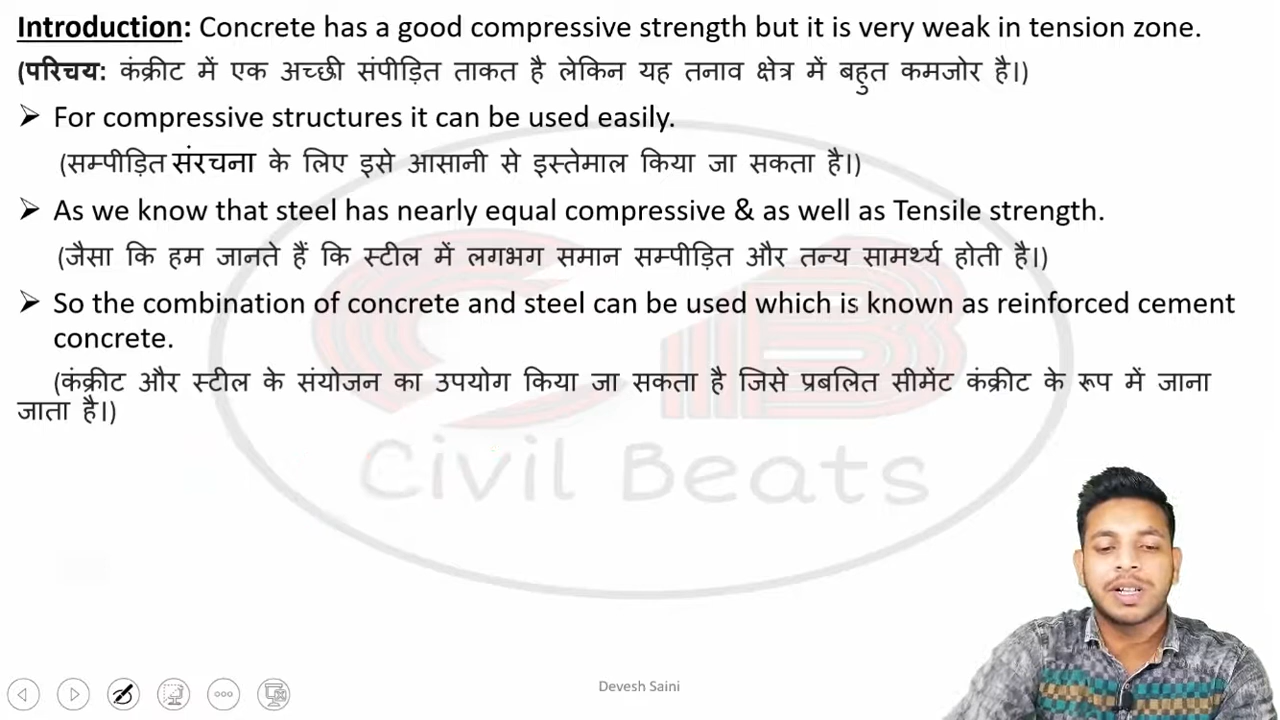 Introduction: Concrete has a good compressive strength but it is very weak in tension zone.
(परिचय: कंक्रीट में एक अच्छी संपीड़ित ताकत है लेकिन यह तनाव क्षेत्र में बहुत कमजोर है।)
➢ For compressive structures it can be used easily.
(सम्पीड़ित संरचना के लिए इसे आसानी से इस्तेमाल किया जा सकता है।)
➢ As we know that steel has nearly equal compressive & as well as Tensile strength.
(जैसा कि हम जानते हैं कि स्टील में लगभग समान सम्पीड़ित और तन्य सामर्थ्य होती है।)
➢ So the combination of concrete and steel can be used which is known as reinforced cement
concrete.
(कंक्रीट और स्टील के संयोजन का उपयोग किया जा सकता है जिसे प्रबलित सीमेंट कंक्रीट के रूप में जाना
जाता है।)
CB
Civil Beats
Devesh Saini